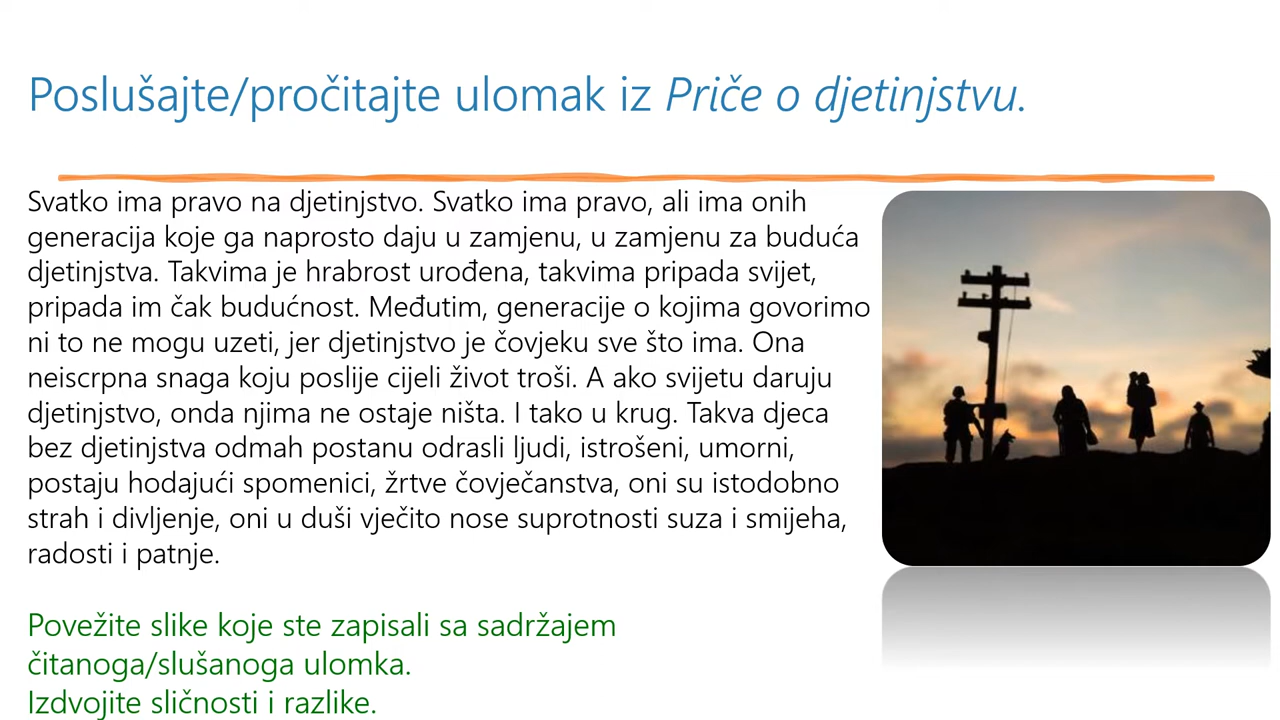 Poslušajte/pročitajte ulomak iz Priče o djetinjstvu.
Svatko ima pravo na djetinjstvo. Svatko ima pravo, ali ima onih
generacija koje ga naprosto daju u zamjenu, u zamjenu za buduća
djetinjstva. Takvima je hrabrost urođena, takvima pripada svijet,
pripada im čak budućnost. Međutim, generacije o kojima govorimo
ni to ne mogu uzeti, jer djetinjstvo je čovjeku sve što ima. Ona
neiscrpna snaga koju poslije cijeli život troši. A ako svijetu daruju
djetinjstvo, onda njima ne ostaje ništa. I tako u krug. Takva djeca
bez djetinjstva odmah postanu odrasli ljudi, istrošeni, umorni,
postaju hodajući spomenici, žrtve čovječanstva, oni su istodobno
strah i divljenje, oni u duši vječito nose suprotnosti suza i smijeha,
radosti i patnje.
Povežite slike koje ste zapisali sa sadržajem
čitanoga/slušanoga ulomka.
Izdvojite sličnosti i razlike.